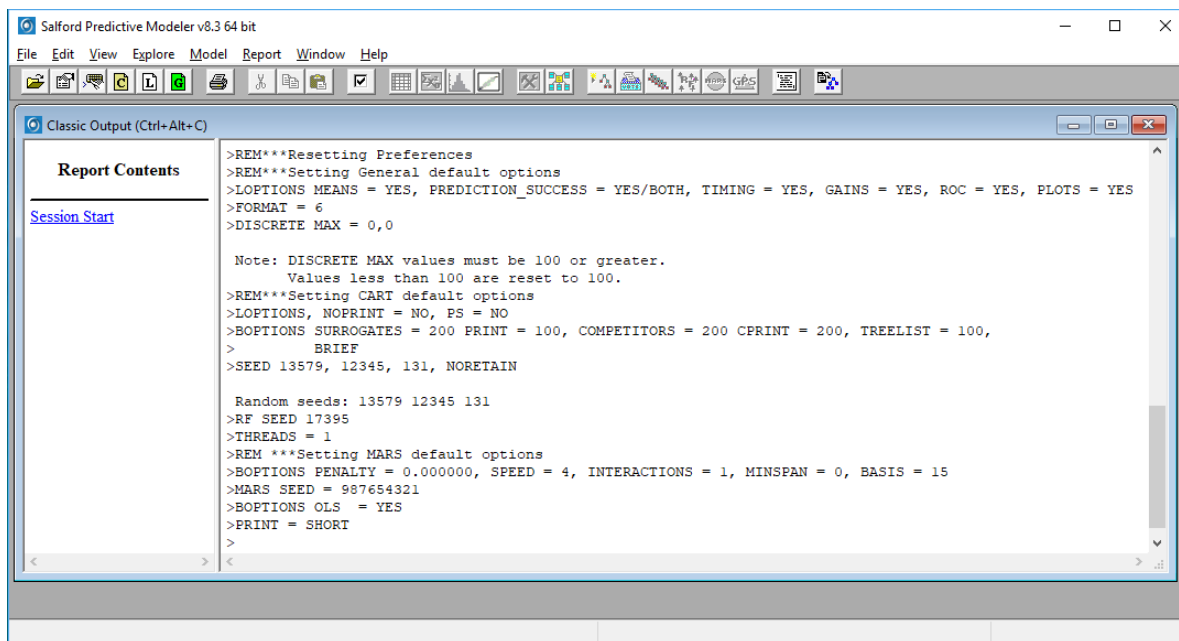 Salford Predictive Modeler v8.3 64 bit
File Edit View Explore Model Report Window Help
C L G GPS
Classic Output (Ctrl+Alt+C)
Report Contents
Session Start
>REM***Resetting Preferences
>REM***Setting General default options
>LOPTIONS MEANS = YES, PREDICTION_SUCCESS = YES/BOTH, TIMING = YES, GAINS = YES, ROC = YES, PLOTS = YES
>FORMAT = 6
>DISCRETE MAX = 0,0
Note: DISCRETE MAX values must be 100 or greater.
Values less than 100 are reset to 100.
>REM***Setting CART default options
>LOPTIONS, NOPRINT = NO, PS = NO
>BOPTIONS SURROGATES = 200 PRINT = 100, COMPETITORS = 200 CPRINT = 200, TREELIST = 100,
> BRIEF
>SEED 13579, 12345, 131, NORETAIN
Random seeds: 13579 12345 131
>RF SEED 17395
>THREADS = 1
>REM ***Setting MARS default options
>BOPTIONS PENALTY = 0.000000, SPEED = 4, INTERACTIONS = 1, MINSPAN = 0, BASIS = 15
>MARS SEED = 987654321
>BOPTIONS OLS = YES
>PRINT = SHORT
>